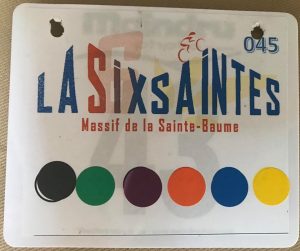 045
LA SiXSAINTES
Massif de la Sainte-Baume